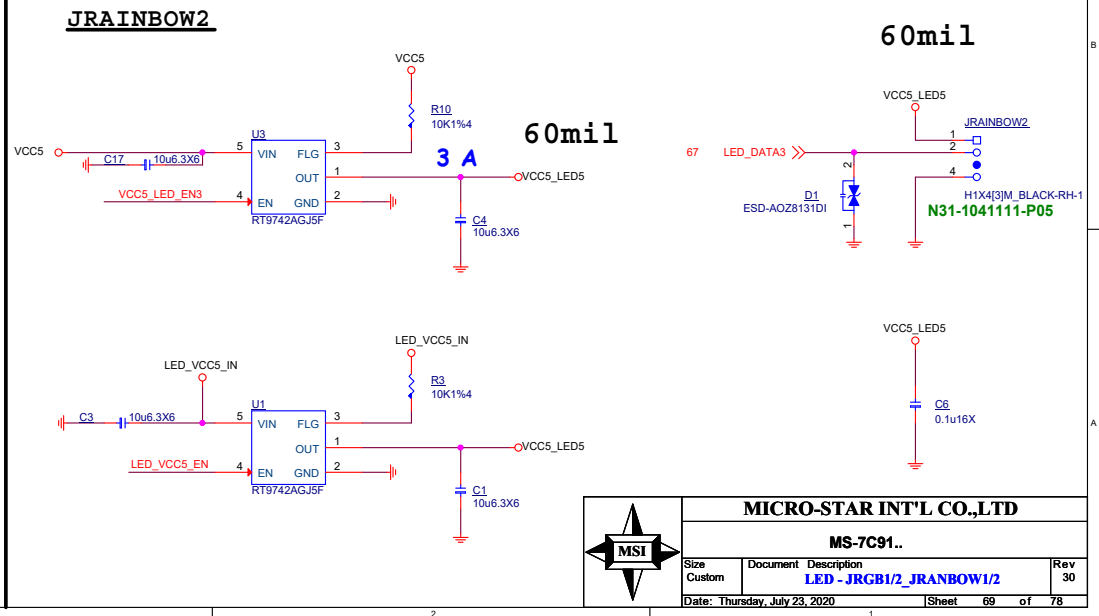 JRAINBOW2
60mil
B
VCC5
R10
10K1%4
60mil
VCC5_LED5
JRAINBOW2
1
2
4
H1X4[3]M_BLACK-RH-1
N31-1041111-P05
67 LED_DATA3
2
D1
ESD-AOZ8131DI
1
U3
VCC5
C17 10u6.3X6
5 VIN FLG 3
OUT 1
3 A
VCC5_LED5
VCC5_LED_EN3
4 EN GND 2
RT9742AGJ5F
C4
10u6.3X6
VCC5_LED5
C6
0.1u16X
A
LED_VCC5_IN
R3
10K1%4
LED_VCC5_IN
U1
C3 10u6.3X6
5 VIN FLG 3
OUT 1
VCC5_LED5
LED_VCC5_EN
4 EN GND 2
RT9742AGJ5F
C1
10u6.3X6
MSI
MICRO-STAR INT'L CO.,LTD
MS-7C91..
Size Document Description Rev
Custom LED - JRGB1/2_JRANBOW1/2 30
Date: Thursday, July 23, 2020 Sheet 69 of 78
2 1